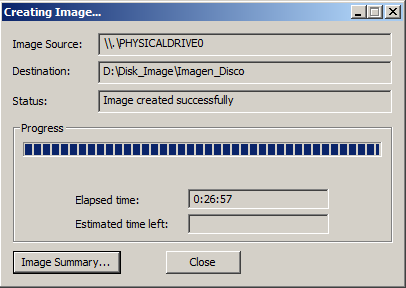 Creating Image...
Image Source: \\.\PHYSICALDRIVE0
Destination: D:\Disk_Image\Imagen_Disco
Status: Image created successfully
Progress
Elapsed time: 0:26:57
Estimated time left:
Image Summary... Close